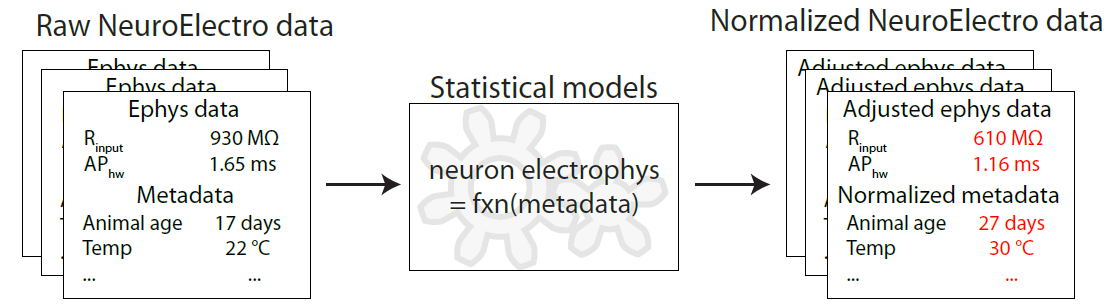 Raw NeuroElectro data
Ephys data
Ephys data
Ephys data
Rinput 930 MΩ
APhw 1.65 ms
Metadata
Animal age 17 days
Temp 22 °C
... ...
Statistical models
neuron electrophys
= fxn(metadata)
Normalized NeuroElectro data
Adjusted ephys data
Adjusted ephys data
Adjusted ephys data
Rinput 610 MΩ
APhw 1.16 ms
Normalized metadata
Animal age 27 days
Temp 30 °C
... ...